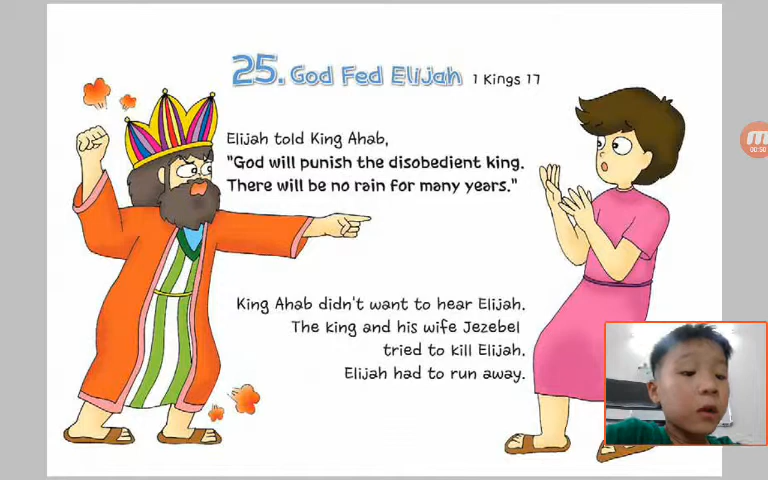 25. God Fed Elijah 1 Kings 17
Elijah told King Ahab,
"God will punish the disobedient king.
There will be no rain for many years."
King Ahab didn't want to hear Elijah.
The king and his wife Jezebel
tried to kill Elijah.
Elijah had to run away.
M
00:50